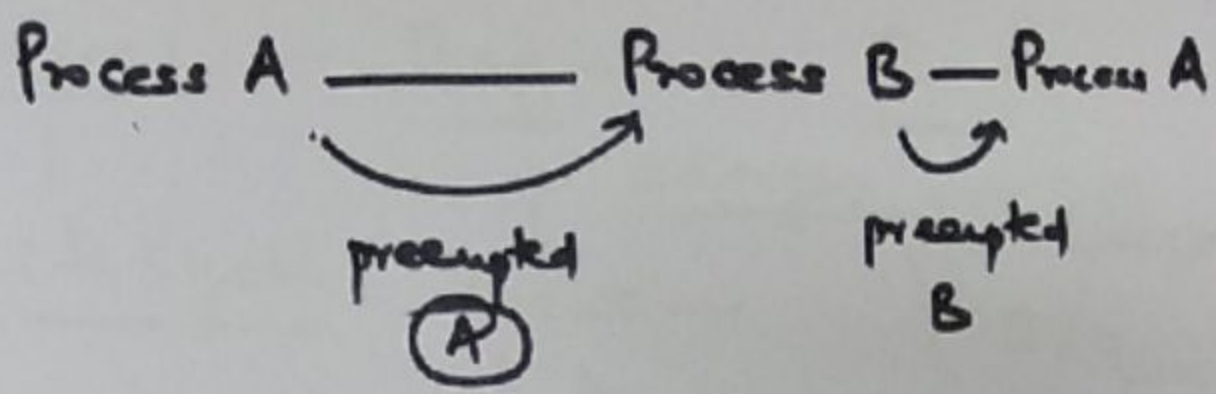 Process A — Process B — Process A
preempted preempted
A B